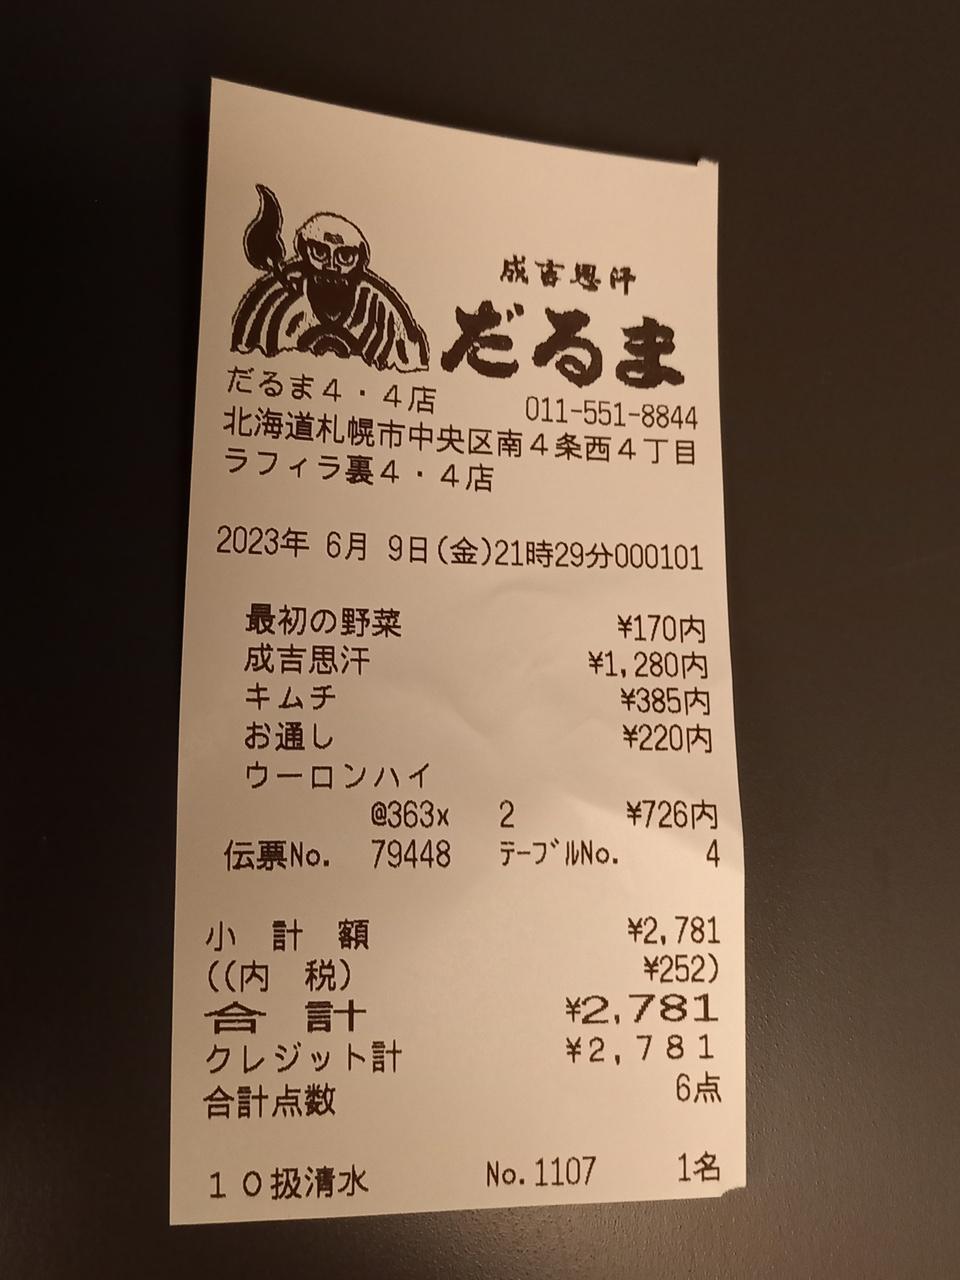 成吉思汗
だるま
だるま４・４店 011-551-8844
北海道札幌市中央区南４条西４丁目
ラフィラ裏４・４店
2023年 6月 9日(金)21時29分000101
最初の野菜 ¥170内
成吉思汗 ¥1,280内
キムチ ¥385内
お通し ¥220内
ウーロンハイ
@363x 2 ¥726内
伝票No. 79448 ﾃｰﾌﾞﾙNo. 4
小 計 額 ¥2,781
((内 税) ¥252)
合 計 ¥2,781
クレジット計 ¥2,781
合計点数 6点
１０扱清水 No.1107 1名